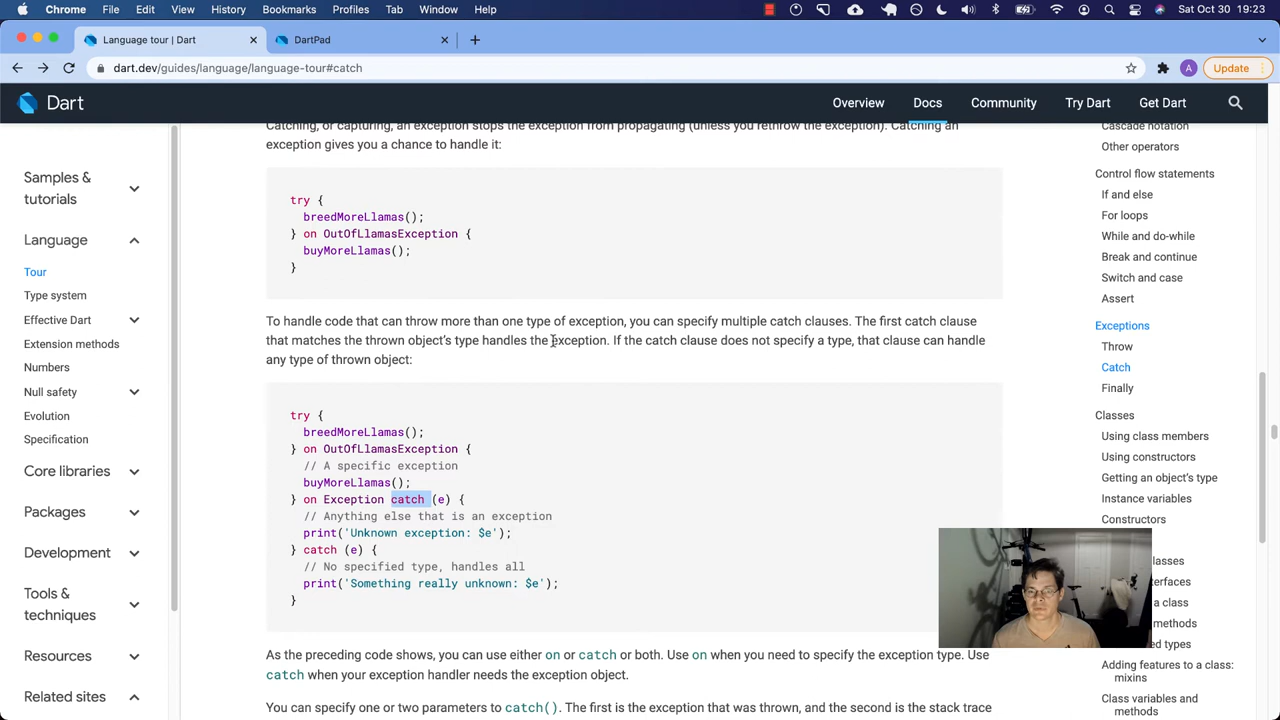 Chrome File Edit View History Bookmarks Profiles Tab Window Help Sat Oct 30 19:23
Language tour | Dart
DartPad
dart.dev/guides/language/language-tour#catch
A
Update
Dart
Overview Docs Community Try Dart Get Dart
Samples &
tutorials
Language
Tour
Type system
Effective Dart
Extension methods
Numbers
Null safety
Evolution
Specification
Core libraries
Packages
Development
Tools &
techniques
Resources
Related sites
Catching, or capturing, an exception stops the exception from propagating (unless you rethrow the exception). Catching an
exception gives you a chance to handle it:
try {
breedMoreLlamas();
} on OutOfLlamasException {
buyMoreLlamas();
}
To handle code that can throw more than one type of exception, you can specify multiple catch clauses. The first catch clause
that matches the thrown object's type handles the exception. If the catch clause does not specify a type, that clause can handle
any type of thrown object:
try {
breedMoreLlamas();
} on OutOfLlamasException {
// A specific exception
buyMoreLlamas();
} on Exception catch (e) {
// Anything else that is an exception
print('Unknown exception: $e');
} catch (e) {
// No specified type, handles all
print('Something really unknown: $e');
}
As the preceding code shows, you can use either on or catch or both. Use on when you need to specify the exception type. Use
catch when your exception handler needs the exception object.
You can specify one or two parameters to catch(). The first is the exception that was thrown, and the second is the stack trace
Cascade notation
Other operators
Control flow statements
If and else
For loops
While and do-while
Break and continue
Switch and case
Assert
Exceptions
Throw
Catch
Finally
Classes
Using class members
Using constructors
Getting an object's type
Instance variables
Constructors
a class
methods
Adding features to a class:
mixins
Class variables and
methods